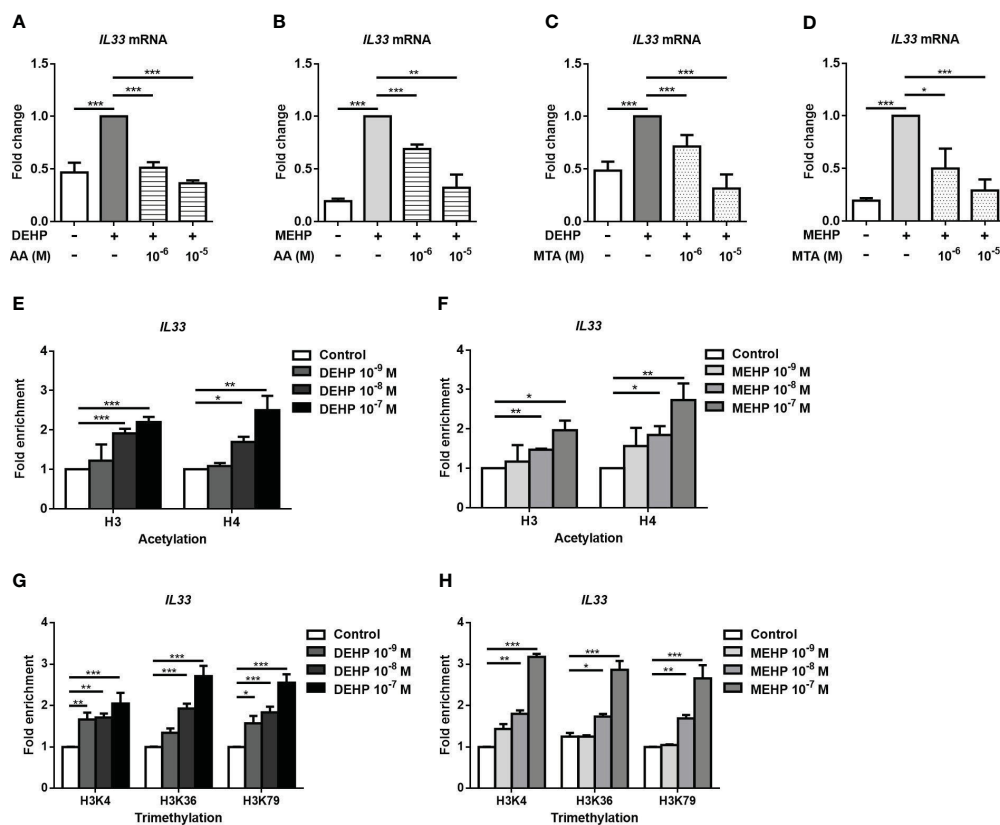 A
IL33 mRNA
***
***
***
Fold change
1.5
1.0
0.5
0.0
DEHP - + + +
AA (M) - - 10⁻⁶ 10⁻⁵
B
IL33 mRNA
**
***
***
Fold change
1.5
1.0
0.5
0.0
MEHP - + + +
AA (M) - - 10⁻⁶ 10⁻⁵
C
IL33 mRNA
***
***
***
Fold change
1.5
1.0
0.5
0.0
DEHP - + + +
MTA (M) - - 10⁻⁶ 10⁻⁵
D
IL33 mRNA
***
*
***
Fold change
1.5
1.0
0.5
0.0
MEHP - + + +
MTA (M) - - 10⁻⁶ 10⁻⁵
E
IL33
Fold enrichment
4
3
2
1
0
***
***
**
*
H3 H4
Acetylation
Control
DEHP 10⁻⁹ M
DEHP 10⁻⁸ M
DEHP 10⁻⁷ M
F
IL33
Fold enrichment
4
3
2
1
0
*
**
**
*
H3 H4
Acetylation
Control
MEHP 10⁻⁹ M
MEHP 10⁻⁸ M
MEHP 10⁻⁷ M
G
IL33
Fold enrichment
4
3
2
1
0
***
**
**
***
***
***
***
*
H3K4 H3K36 H3K79
Trimethylation
Control
DEHP 10⁻⁹ M
DEHP 10⁻⁸ M
DEHP 10⁻⁷ M
H
IL33
Fold enrichment
4
3
2
1
0
***
**
***
*
***
**
H3K4 H3K36 H3K79
Trimethylation
Control
MEHP 10⁻⁹ M
MEHP 10⁻⁸ M
MEHP 10⁻⁷ M